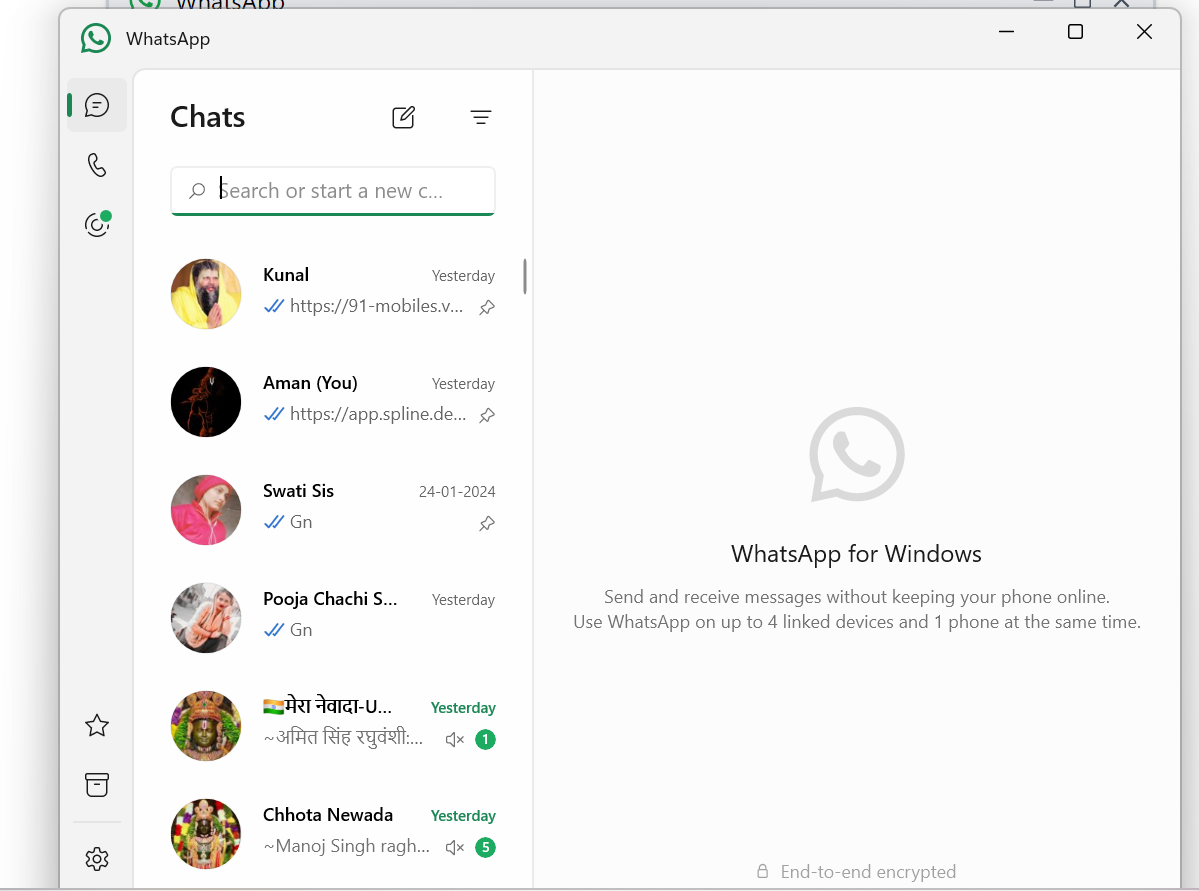 WhatsApp
WhatsApp
Chats
Search or start a new c...
Kunal Yesterday
https://91-mobiles.v...
Aman (You) Yesterday
https://app.spline.de...
Swati Sis 24-01-2024
Gn
Pooja Chachi S... Yesterday
Gn
🇮🇳मेरा नेवादा-U... Yesterday
~अमित सिंह रघुवंशी:... 1
Chhota Newada Yesterday
~Manoj Singh ragh... 5
WhatsApp for Windows
Send and receive messages without keeping your phone online.
Use WhatsApp on up to 4 linked devices and 1 phone at the same time.
End-to-end encrypted